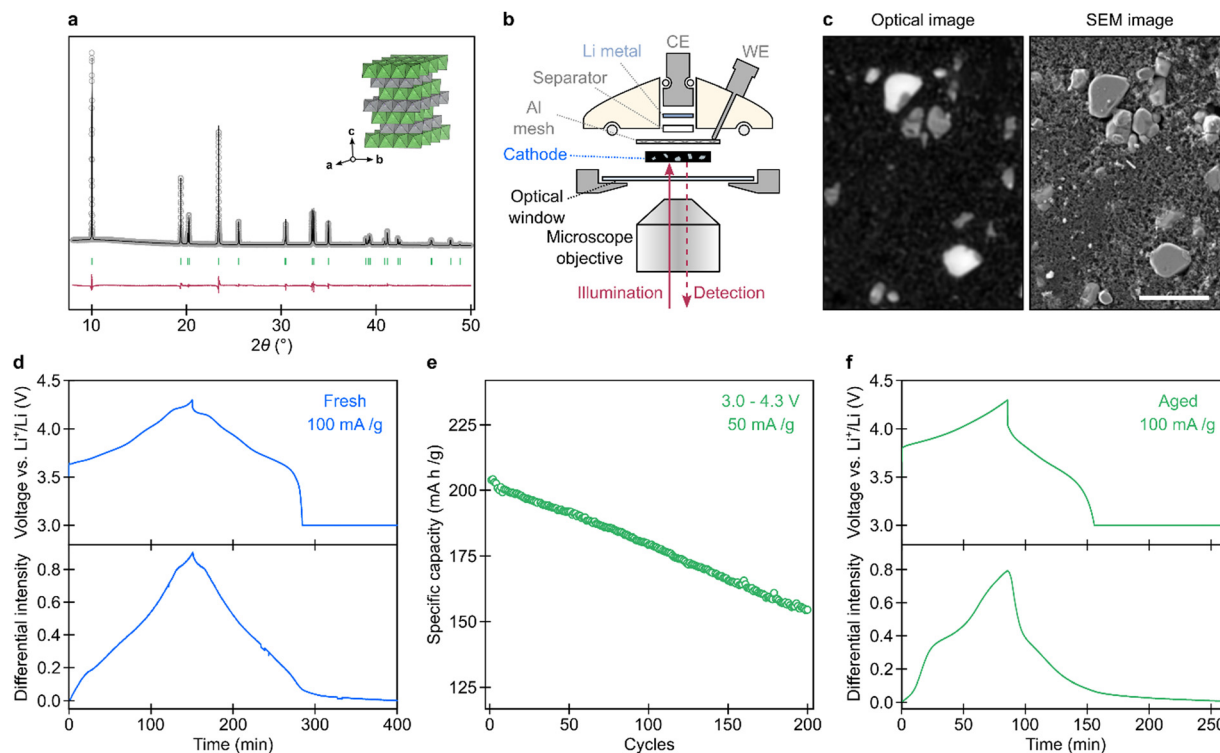 a
c
a
b
10
20
30
40
50
2θ (°)
b
CE
WE
Li metal
Separator
Al
mesh
Cathode
Optical
window
Microscope
objective
Illumination
Detection
c
Optical image
SEM image
d
Voltage vs. Li⁺/Li (V)
4.5
4.0
3.5
3.0
Fresh
100 mA /g
Differential intensity
0.8
0.6
0.4
0.2
0.0
0
100
200
300
400
Time (min)
e
Specific capacity (mA h /g)
225
200
175
150
125
3.0 - 4.3 V
50 mA /g
0
50
100
150
200
Cycles
f
Voltage vs. Li⁺/Li (V)
4.5
4.0
3.5
3.0
Aged
100 mA /g
Differential intensity
0.8
0.6
0.4
0.2
0.0
0
50
100
150
200
250
Time (min)